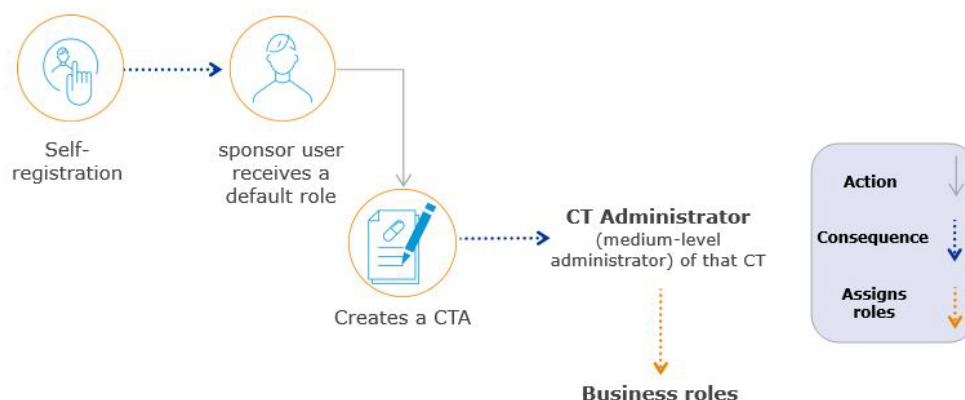 Self-
registration
sponsor user
receives a
default role
Creates a CTA
CT Administrator
(medium-level
administrator) of that CT
Business roles
Action
Consequence
Assigns
roles